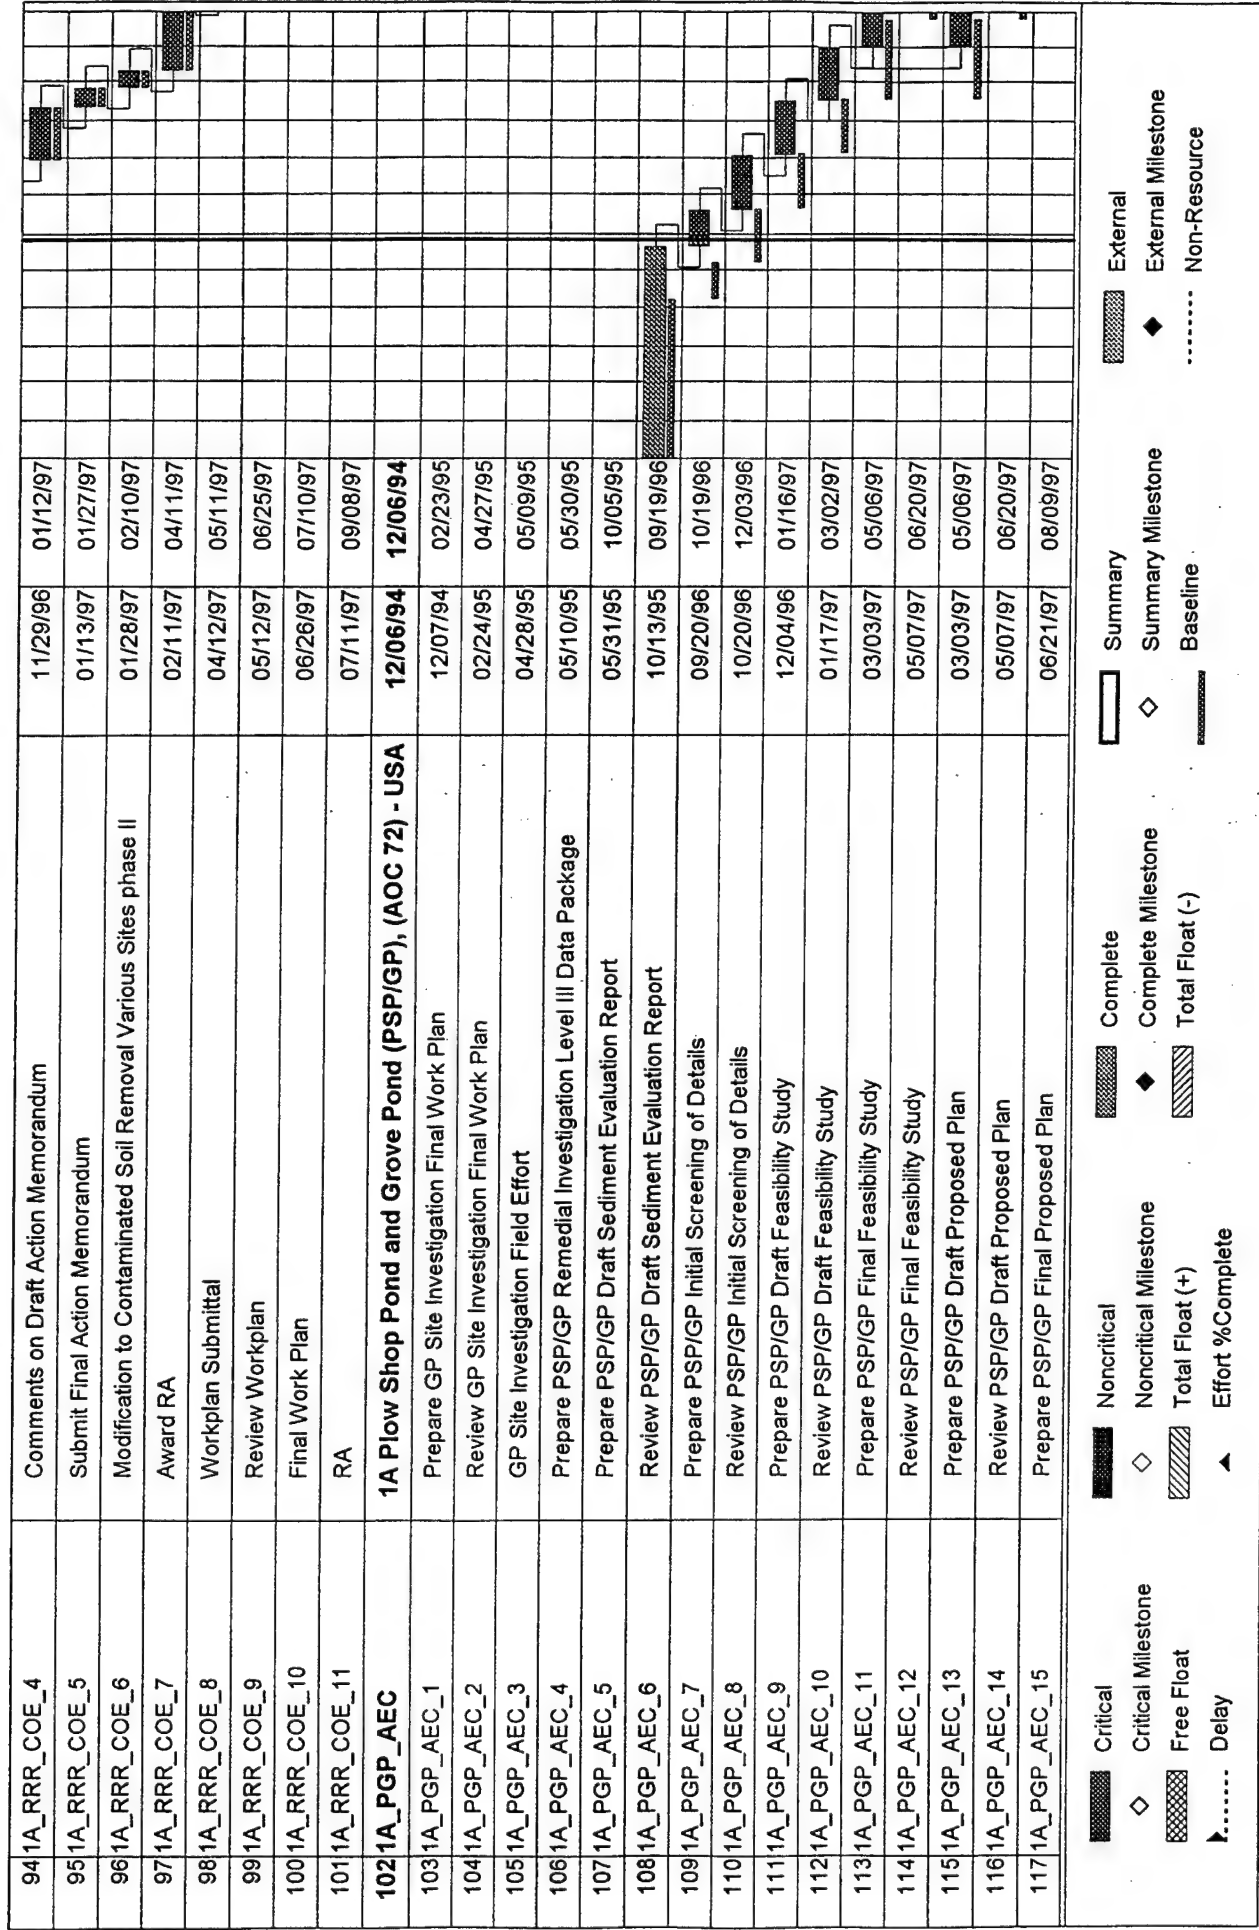 94 1A_RRR_COE_4 Comments on Draft Action Memorandum 11/29/96 01/12/97
95 1A_RRR_COE_5 Submit Final Action Memorandum 01/13/97 01/27/97
96 1A_RRR_COE_6 Modification to Contaminated Soil Removal Various Sites phase II 01/28/97 02/10/97
97 1A_RRR_COE_7 Award RA 02/11/97 04/11/97
98 1A_RRR_COE_8 Workplan Submittal 04/12/97 05/11/97
99 1A_RRR_COE_9 Review Workplan 05/12/97 06/25/97
100 1A_RRR_COE_10 Final Work Plan 06/26/97 07/10/97
101 1A_RRR_COE_11 RA 07/11/97 09/08/97
102 1A_PGP_AEC 1A Plow Shop Pond and Grove Pond (PSP/GP), (AOC 72) - USA 12/06/94 12/06/94
103 1A_PGP_AEC_1 Prepare GP Site Investigation Final Work Plan 12/07/94 02/23/95
104 1A_PGP_AEC_2 Review GP Site Investigation Final Work Plan 02/24/95 04/27/95
105 1A_PGP_AEC_3 GP Site Investigation Field Effort 04/28/95 05/09/95
106 1A_PGP_AEC_4 Prepare PSP/GP Remedial Investigation Level III Data Package 05/10/95 05/30/95
107 1A_PGP_AEC_5 Prepare PSP/GP Draft Sediment Evaluation Report 05/31/95 10/05/95
108 1A_PGP_AEC_6 Review PSP/GP Draft Sediment Evaluation Report 10/13/95 09/19/96
109 1A_PGP_AEC_7 Prepare PSP/GP Initial Screening of Details 09/20/96 10/19/96
110 1A_PGP_AEC_8 Review PSP/GP Initial Screening of Details 10/20/96 12/03/96
111 1A_PGP_AEC_9 Prepare PSP/GP Draft Feasibility Study 12/04/96 01/16/97
112 1A_PGP_AEC_10 Review PSP/GP Draft Feasibility Study 01/17/97 03/02/97
113 1A_PGP_AEC_11 Prepare PSP/GP Final Feasibility Study 03/03/97 05/06/97
114 1A_PGP_AEC_12 Review PSP/GP Final Feasibility Study 05/07/97 06/20/97
115 1A_PGP_AEC_13 Prepare PSP/GP Draft Proposed Plan 03/03/97 05/06/97
116 1A_PGP_AEC_14 Review PSP/GP Draft Proposed Plan 05/07/97 06/20/97
117 1A_PGP_AEC_15 Prepare PSP/GP Final Proposed Plan 06/21/97 08/09/97
Critical Noncritical Complete Summary External
Critical Milestone Noncritical Milestone Complete Milestone Summary Milestone External Milestone
Free Float Total Float (+) Total Float (-) Baseline Non-Resource
Delay Effort %Complete